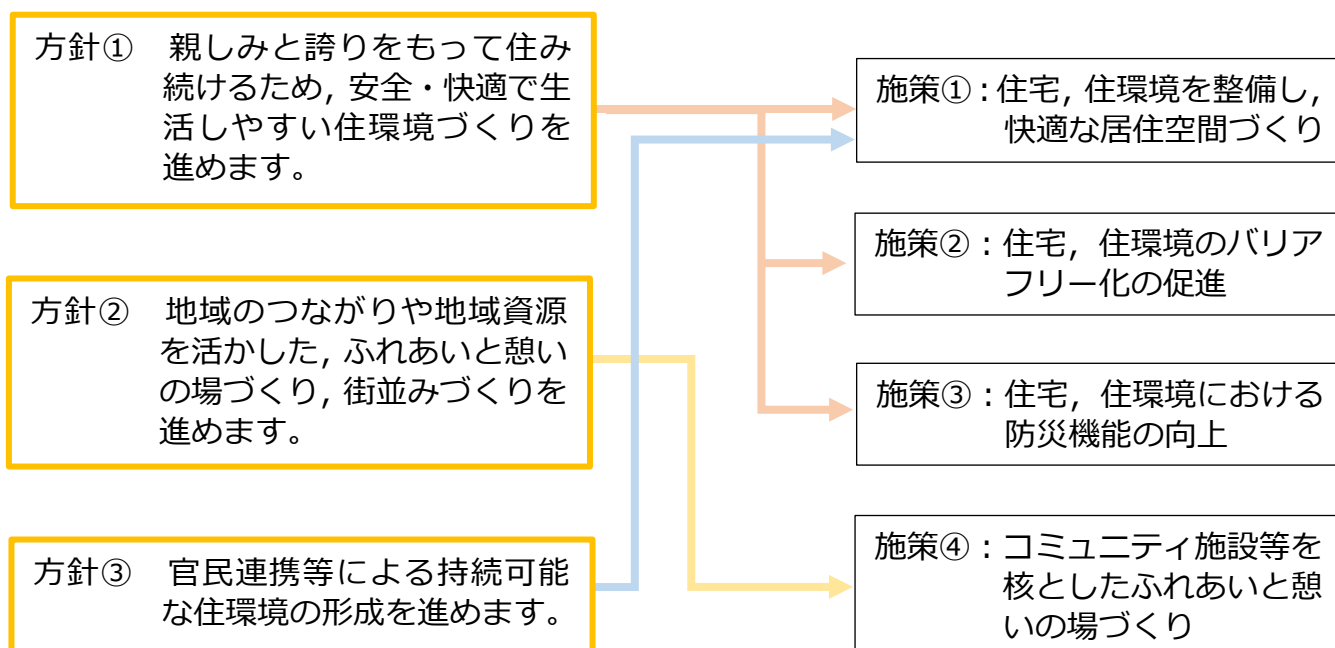 方針① 親しみと誇りをもって住み
続けるため,安全・快適で生
活しやすい住環境づくりを
進めます。
方針② 地域のつながりや地域資源
を活かした,ふれあいと憩い
の場づくり,街並みづくりを
進めます。
方針③ 官民連携等による持続可能
な住環境の形成を進めます。
施策①:住宅,住環境を整備し,
快適な居住空間づくり
施策②:住宅,住環境のバリア
フリー化の促進
施策③:住宅,住環境における
防災機能の向上
施策④:コミュニティ施設等を
核としたふれあいと憩
いの場づくり